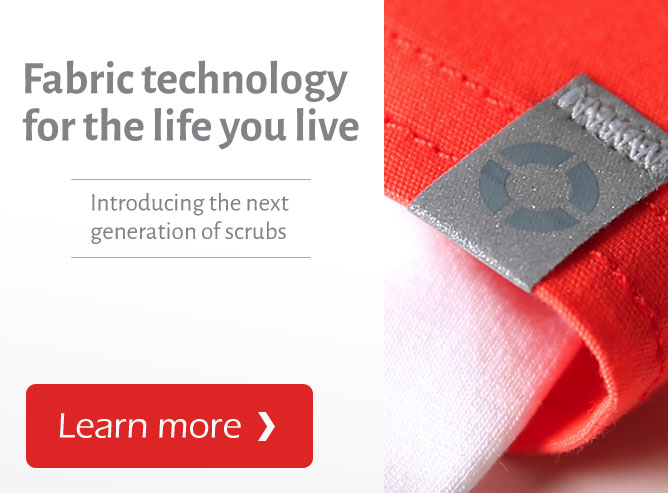 Fabric technology
for the life you live
Introducing the next
generation of scrubs
Learn more ❯